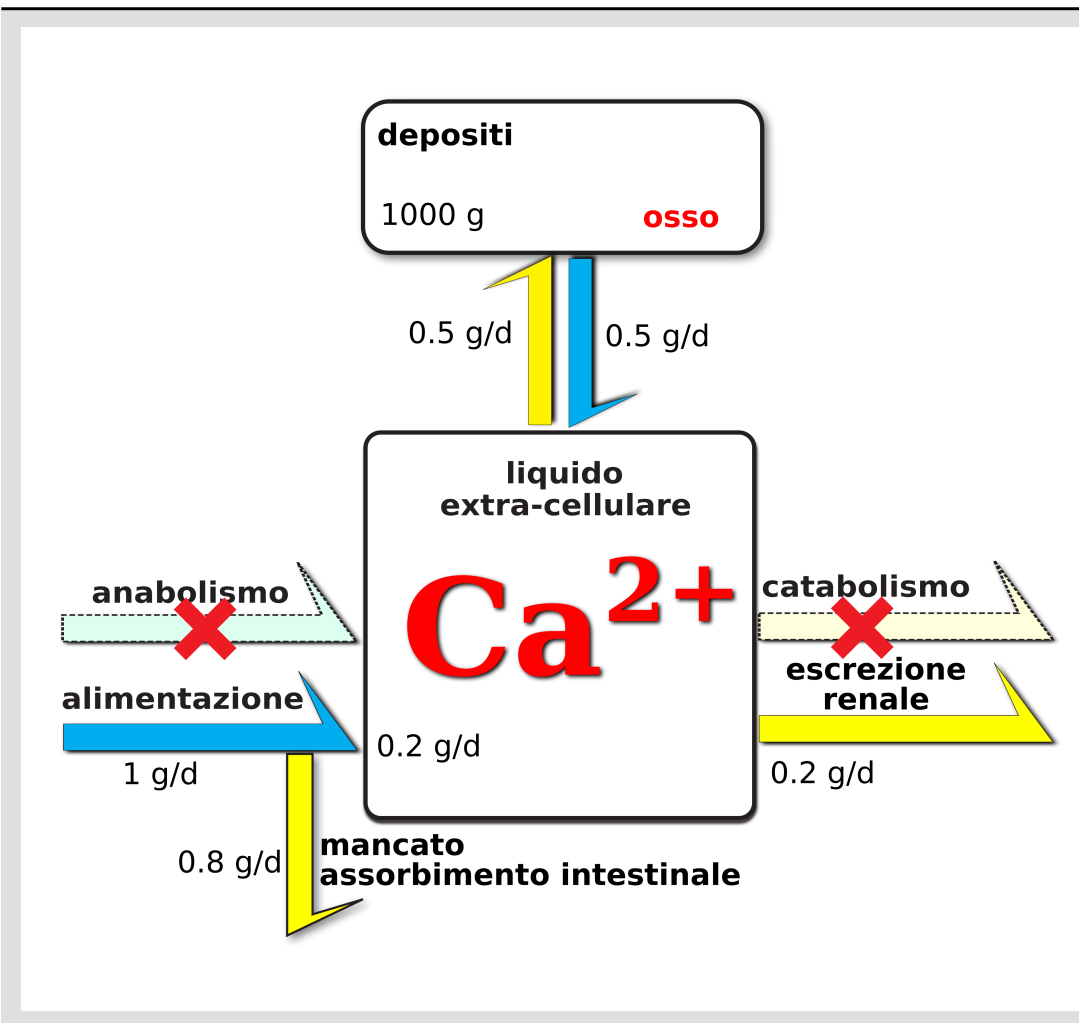 depositi
1000 g
osso
0.5 g/d
0.5 g/d
liquido
extra-cellulare
Ca2+
anabolismo
catabolismo
alimentazione
escrezione
renale
1 g/d
0.2 g/d
0.2 g/d
0.8 g/d
mancato
assorbimento intestinale